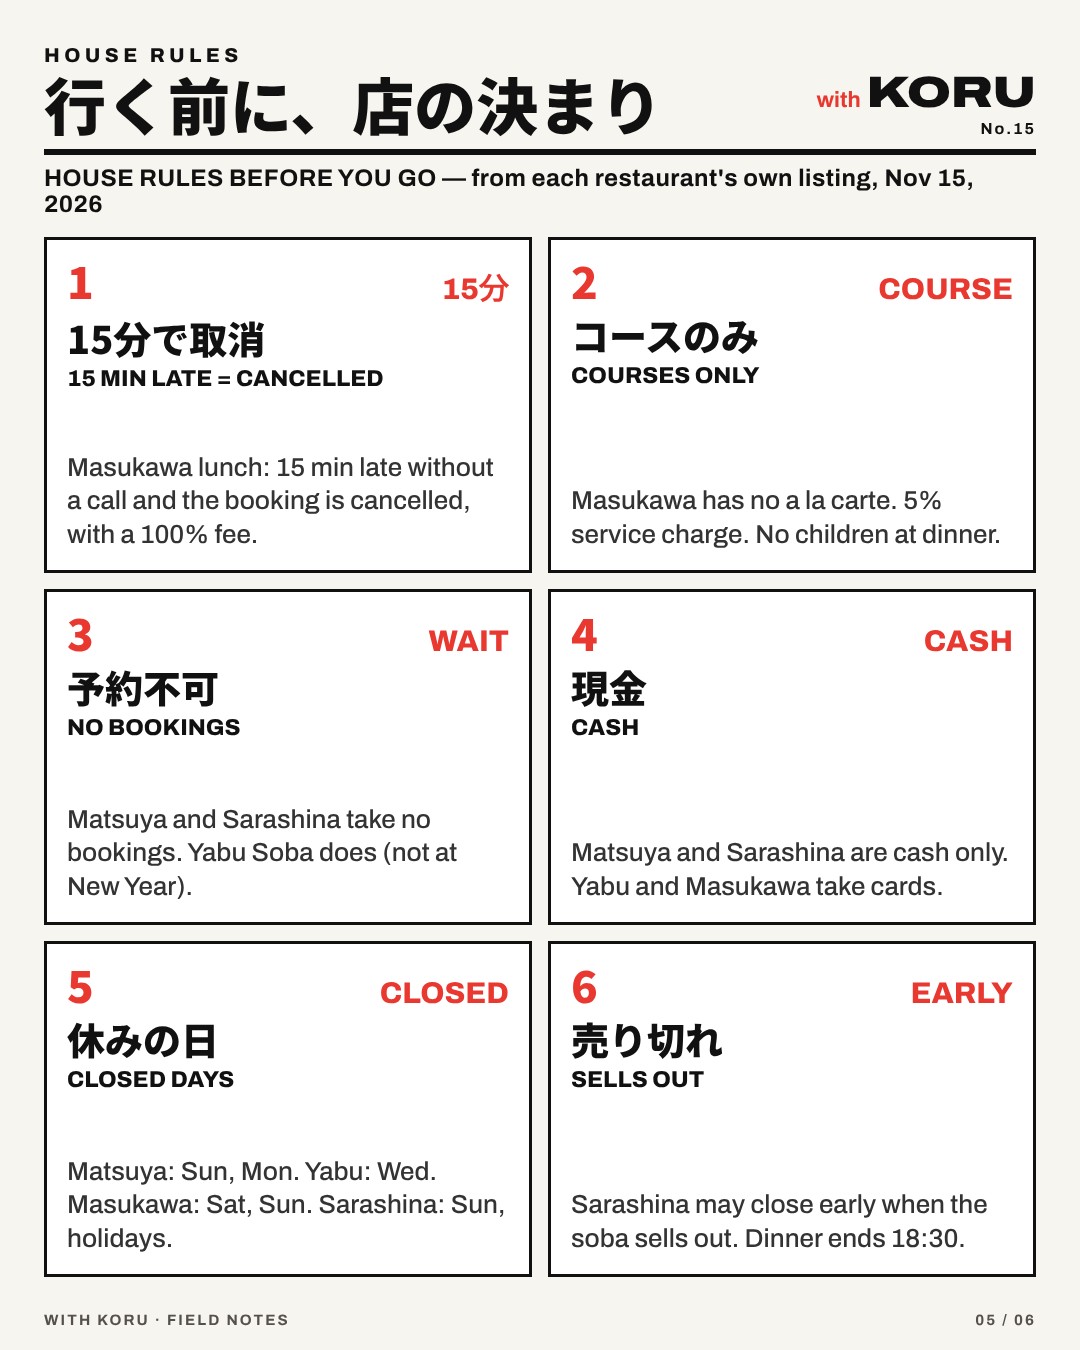 HOUSE RULES
行く前に、店の決まり
with KORU
No.15
HOUSE RULES BEFORE YOU GO — from each restaurant's own listing, Nov 15,
2026
1
15分
15分で取消
15 MIN LATE = CANCELLED
Masukawa lunch: 15 min late without
a call and the booking is cancelled,
with a 100% fee.
2
COURSE
コースのみ
COURSES ONLY
Masukawa has no a la carte. 5%
service charge. No children at dinner.
3
WAIT
予約不可
NO BOOKINGS
Matsuya and Sarashina take no
bookings. Yabu Soba does (not at
New Year).
4
CASH
現金
CASH
Matsuya and Sarashina are cash only.
Yabu and Masukawa take cards.
5
CLOSED
休みの日
CLOSED DAYS
Matsuya: Sun, Mon. Yabu: Wed.
Masukawa: Sat, Sun. Sarashina: Sun,
holidays.
6
EARLY
売り切れ
SELLS OUT
Sarashina may close early when the
soba sells out. Dinner ends 18:30.
WITH KORU · FIELD NOTES
05 / 06